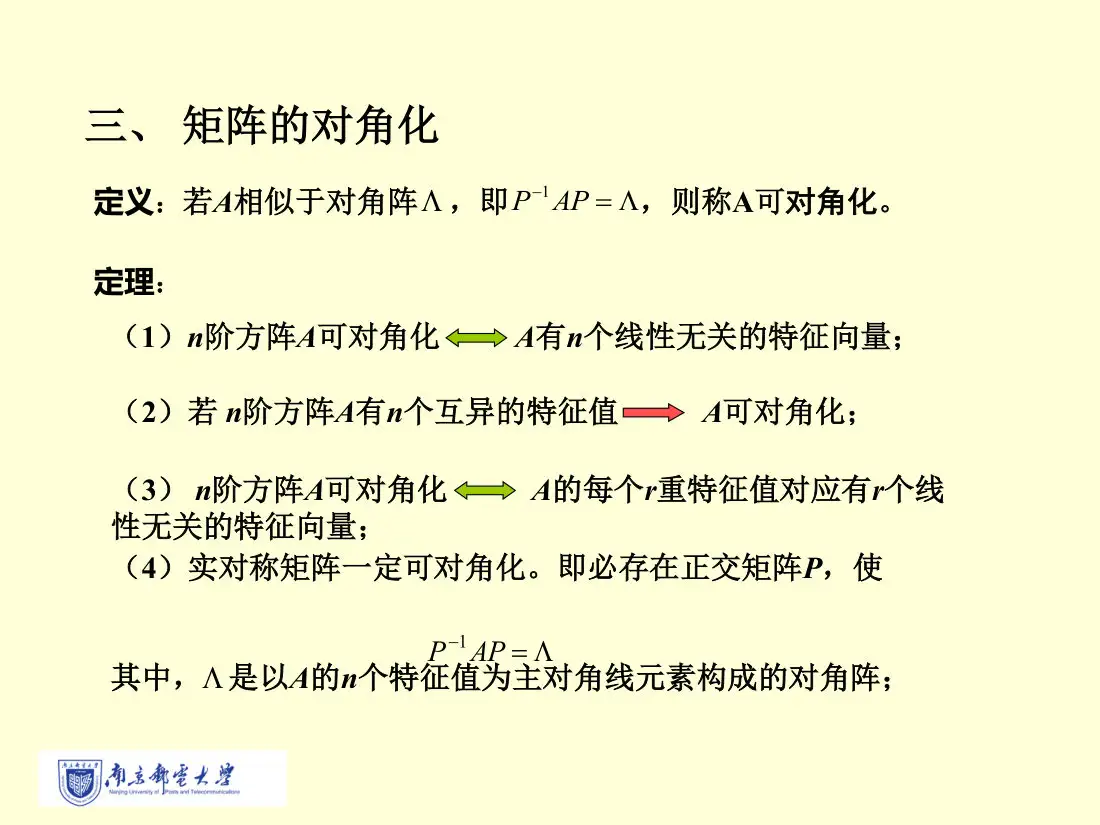 三、 矩阵的对角化
定义：若A相似于对角阵Λ，即P⁻¹AP=Λ，则称A可对角化。
定理：
（1）n阶方阵A可对角化⟺A有n个线性无关的特征向量；
（2）若 n阶方阵A有n个互异的特征值⟹ A可对角化；
（3） n阶方阵A可对角化⟺ A的每个r重特征值对应有r个线
性无关的特征向量；
（4）实对称矩阵一定可对角化。即必存在正交矩阵P，使
P⁻¹AP=Λ
其中，Λ是以A的n个特征值为主对角线元素构成的对角阵；
南京邮电大学
Nanjing University of Posts and Telecommunications